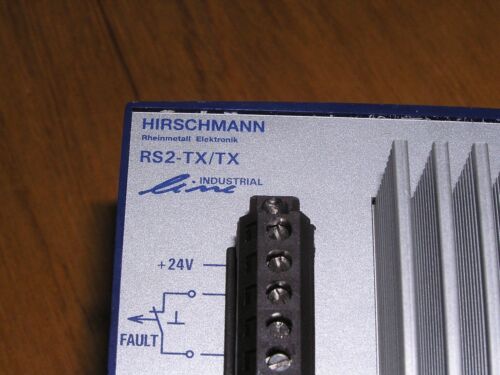 HIRSCHMANN
Rheinmetall Elektronik
RS2-TX/TX
INDUSTRIAL
line
+24V
FAULT